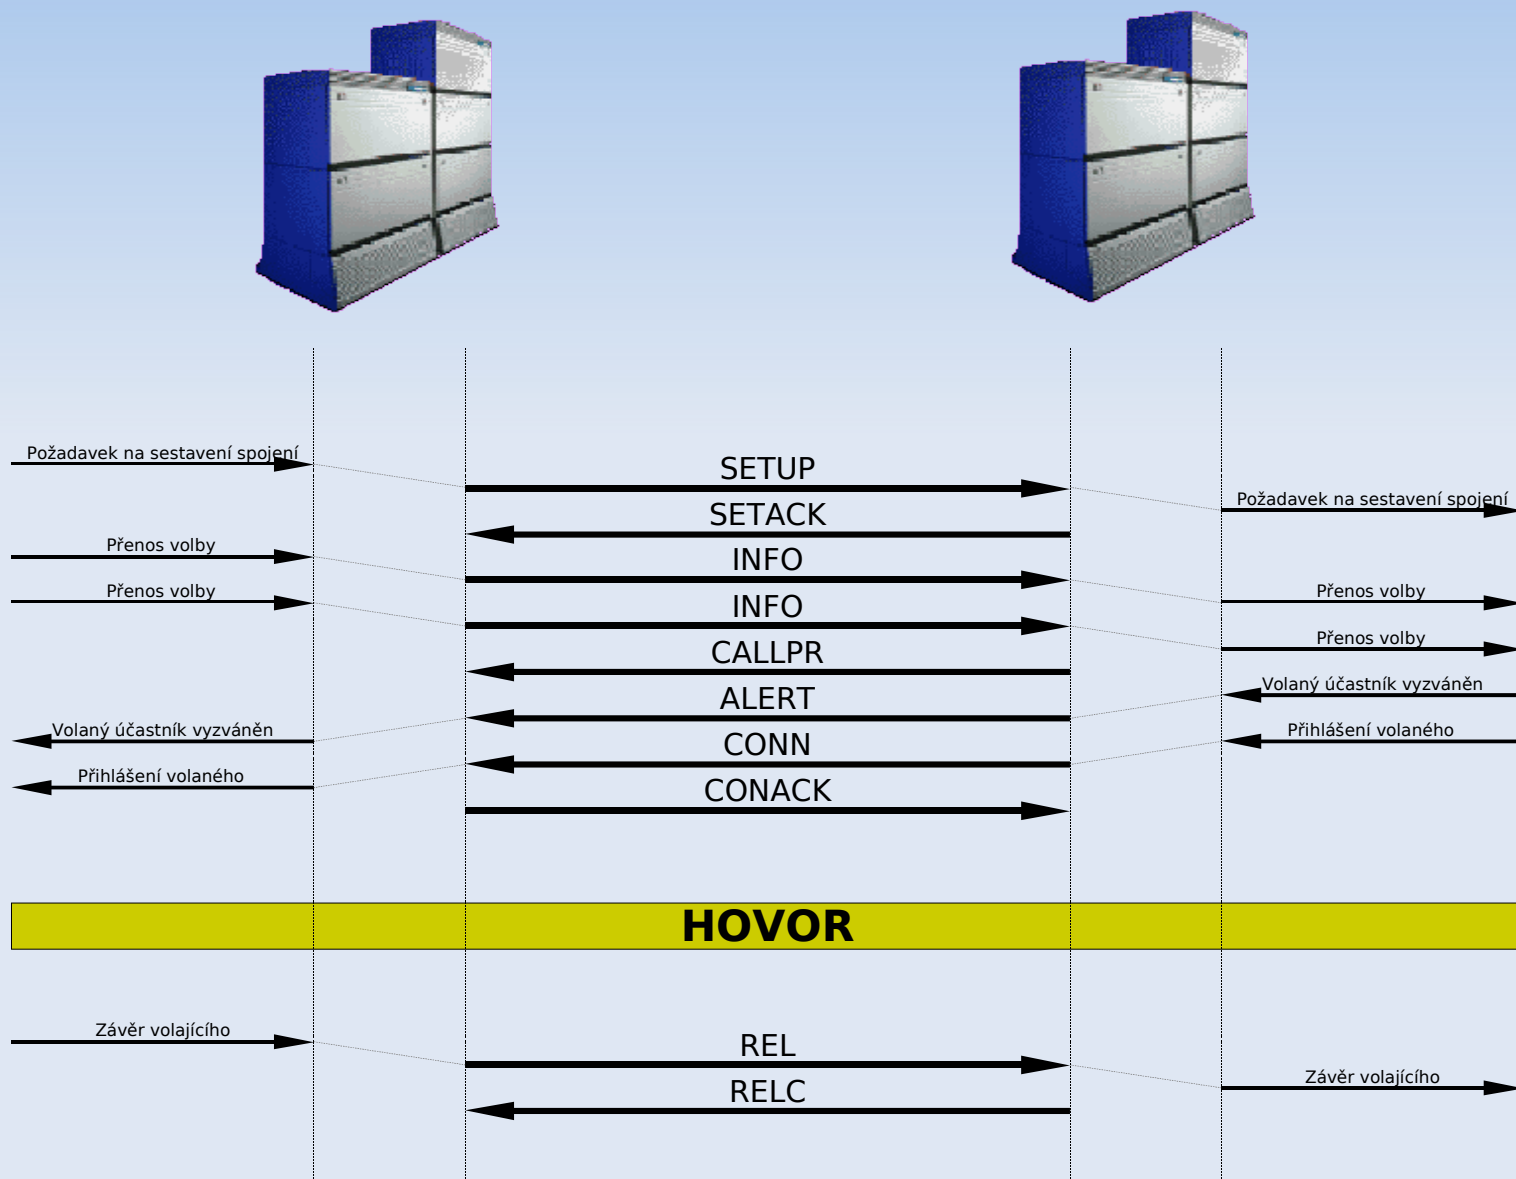 Požadavek na sestavení spojení
SETUP
Požadavek na sestavení spojení
SETACK
Přenos volby
INFO
Přenos volby
Přenos volby
INFO
Přenos volby
CALLPR
Volaný účastník vyzváněn
ALERT
Volaný účastník vyzváněn
Přihlášení volaného
CONN
Přihlášení volaného
CONACK
HOVOR
Závěr volajícího
REL
Závěr volajícího
RELC